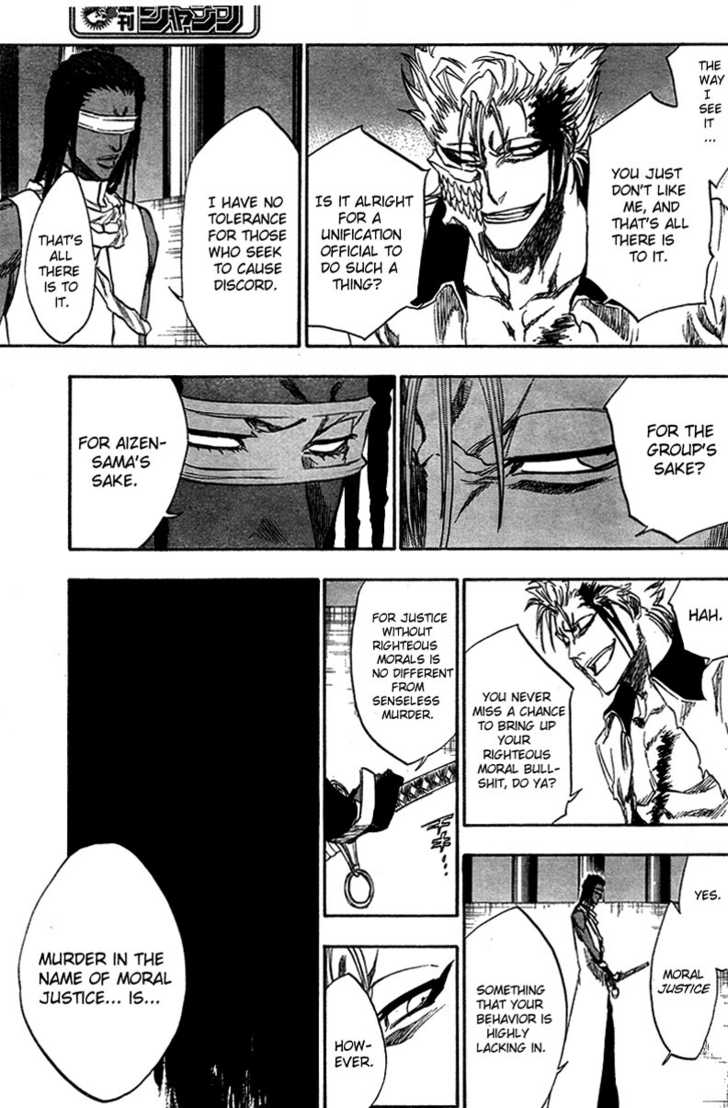 刊
ジャンプ
THE
WAY
I
SEE
IT
...
YOU JUST
DON'T LIKE
ME, AND
THAT'S ALL
THERE IS
TO IT.
IS IT ALRIGHT
FOR A
UNIFICATION
OFFICIAL TO
DO SUCH A
THING?
I HAVE NO
TOLERANCE
FOR THOSE
WHO SEEK
TO CAUSE
DISCORD.
THAT'S
ALL
THERE
IS TO
IT.
FOR THE
GROUP'S
SAKE?
FOR AIZEN-
SAMA'S
SAKE.
HAH.
YOU NEVER
MISS A CHANCE
TO BRING UP
YOUR
RIGHTEOUS
MORAL BULL-
SHIT, DO YA?
YES.
MORAL
JUSTICE
SOMETHING
THAT YOUR
BEHAVIOR IS
HIGHLY
LACKING IN.
FOR JUSTICE
WITHOUT
RIGHTEOUS
MORALS IS
NO DIFFERENT
FROM
SENSELESS
MURDER.
HOW-
EVER.
MURDER IN THE
NAME OF MORAL
JUSTICE... IS...